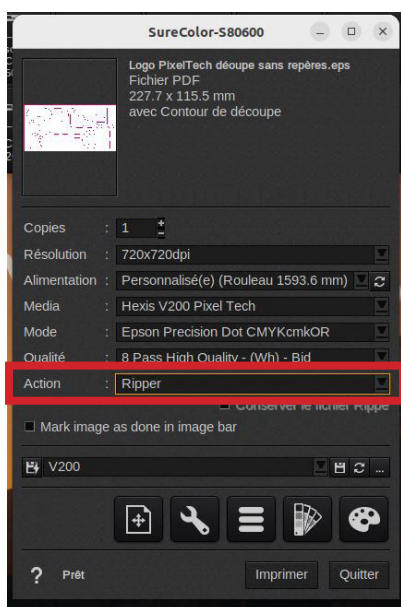 SureColor-S80600
Logo PixelTech découpe sans repères.eps
Fichier PDF
227.7 x 115.5 mm
avec Contour de découpe
Copies : 1
Résolution : 720x720dpi
Alimentation : Personnalisé(e) (Rouleau 1593.6 mm)
Media : Hexis V200 Pixel Tech
Mode : Epson Precision Dot CMYKcmkOR
Qualité : 8 Pass High Quality - (Wh) - Bid
Action : Ripper
Conserver le fichier Rippé
Mark image as done in image bar
V200
...
? Prêt Imprimer Quitter